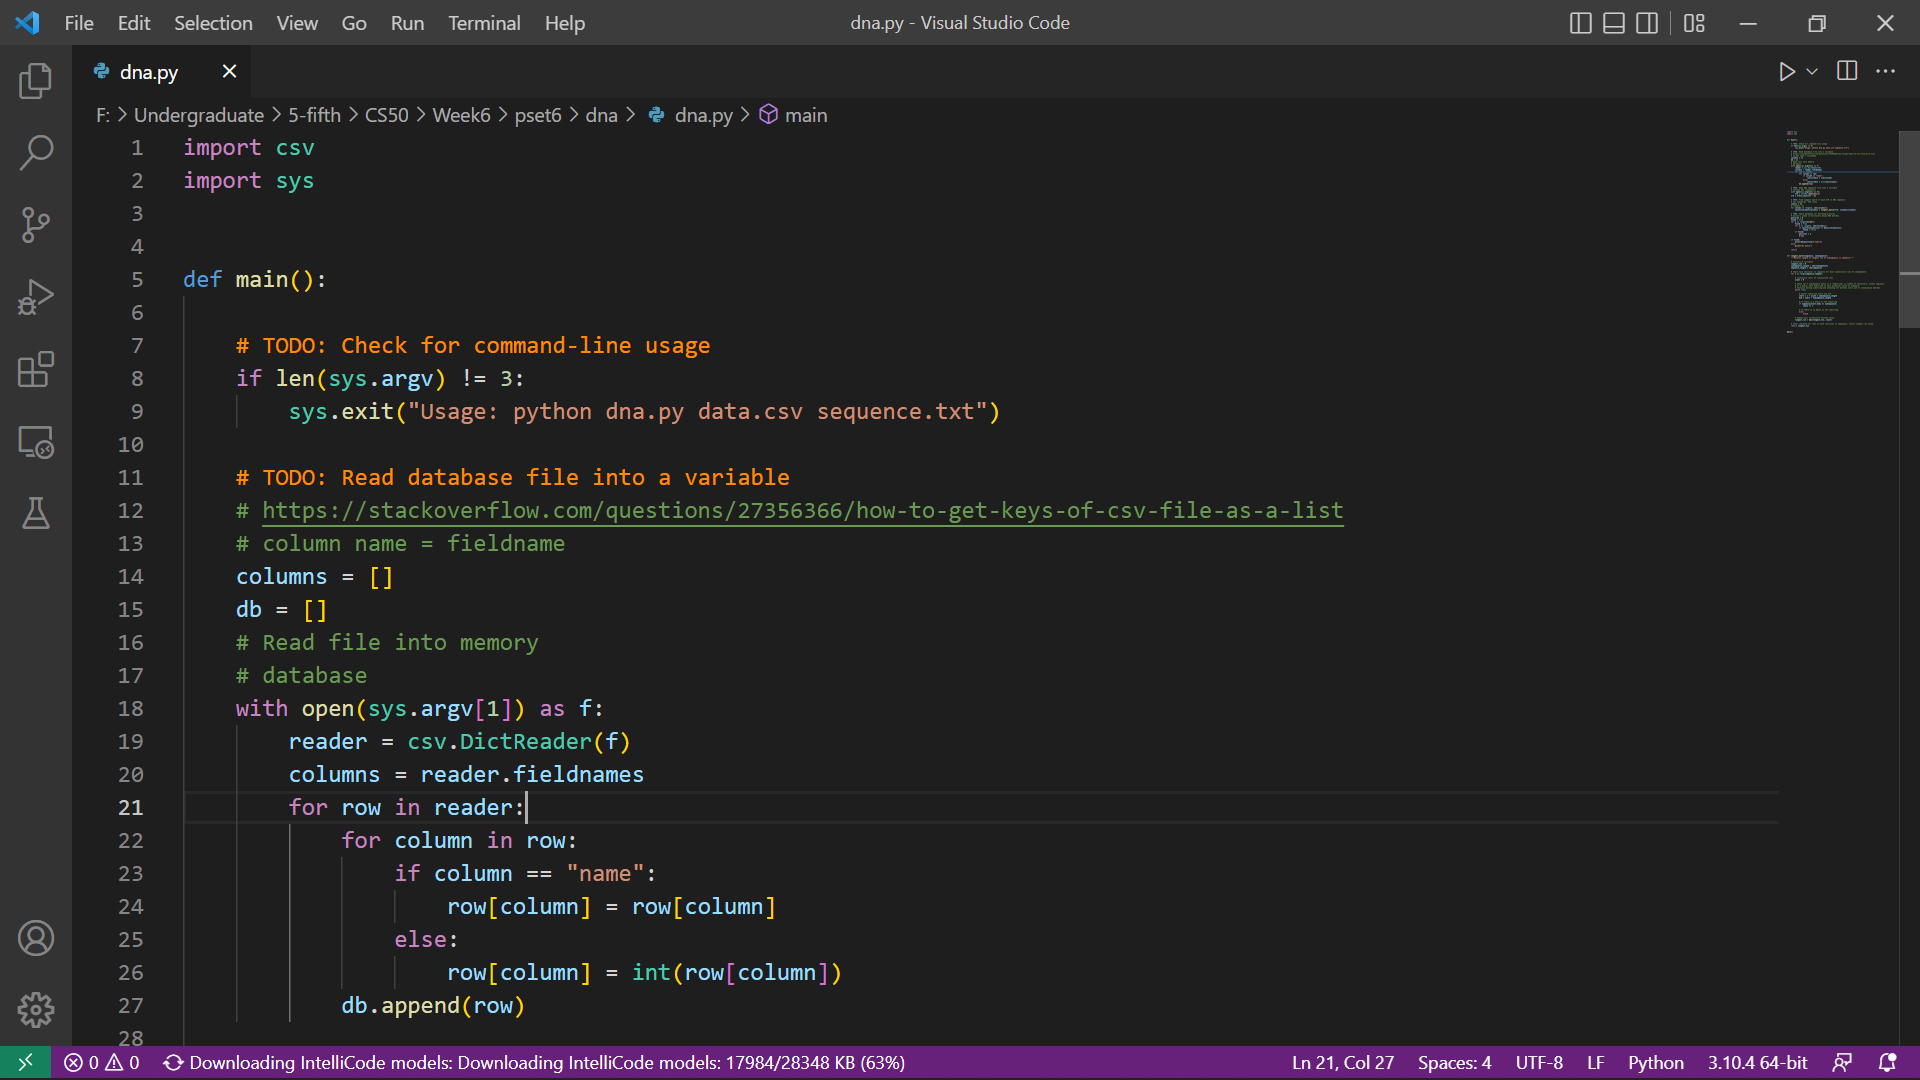 File Edit Selection View Go Run Terminal Help dna.py - Visual Studio Code
dna.py
F: > Undergraduate > 5-fifth > CS50 > Week6 > pset6 > dna > dna.py > main
1 import csv
2 import sys
3
4
5 def main():
6
7 # TODO: Check for command-line usage
8 if len(sys.argv) != 3:
9 sys.exit("Usage: python dna.py data.csv sequence.txt")
10
11 # TODO: Read database file into a variable
12 # https://stackoverflow.com/questions/27356366/how-to-get-keys-of-csv-file-as-a-list
13 # column name = fieldname
14 columns = []
15 db = []
16 # Read file into memory
17 # database
18 with open(sys.argv[1]) as f:
19 reader = csv.DictReader(f)
20 columns = reader.fieldnames
21 for row in reader:
22 for column in row:
23 if column == "name":
24 row[column] = row[column]
25 else:
26 row[column] = int(row[column])
27 db.append(row)
28
0 0 Downloading IntelliCode models: Downloading IntelliCode models: 17984/28348 KB (63%) Ln 21, Col 27 Spaces: 4 UTF-8 LF Python 3.10.4 64-bit